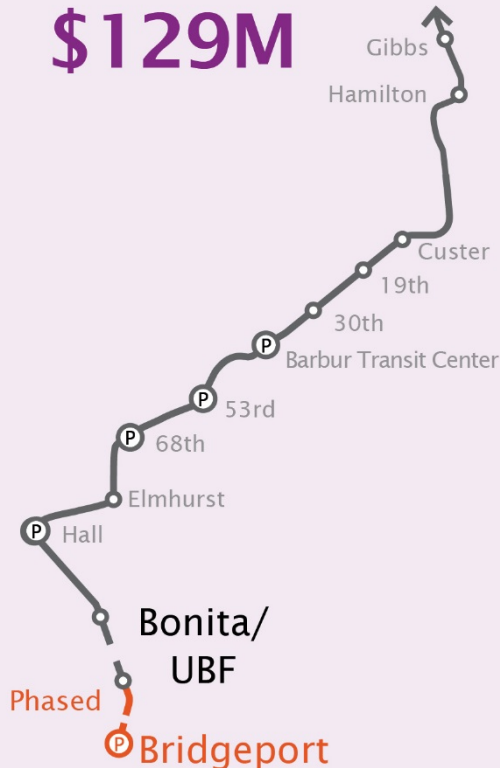 $129M
Gibbs
Hamilton
Custer
19th
30th
P
Barbur Transit Center
P
53rd
P
68th
Elmhurst
P
Hall
Bonita/
UBF
Phased
P
Bridgeport